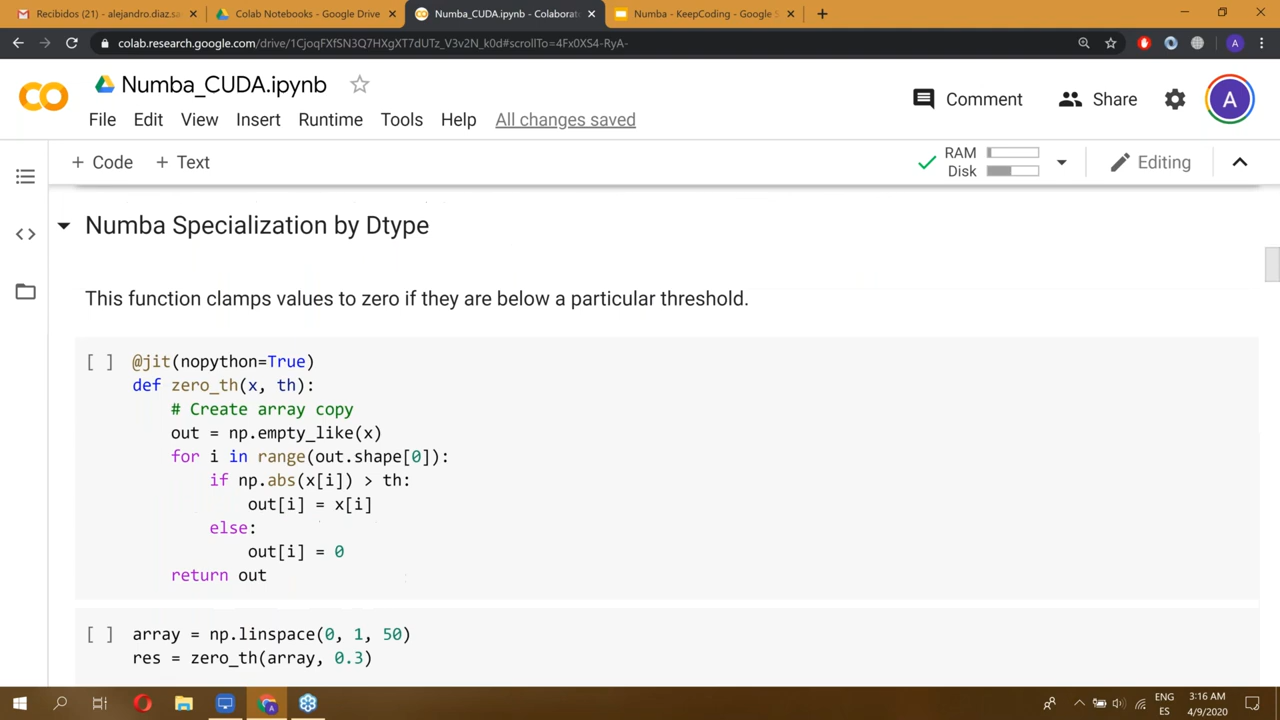 Recibidos (21) - alejandro.diaz.sa
Colab Notebooks - Google Drive
Numba_CUDA.ipynb - Colaborat
Numba - KeepCoding - Google S
colab.research.google.com/drive/1CjoqFXfSN3Q7HXgXT7dUTz_V3v2N_k0d#scrollTo=4Fx0XS4-RyA-
A
Numba_CUDA.ipynb
Comment
Share
A
File Edit View Insert Runtime Tools Help All changes saved
+ Code + Text
RAM
Disk
Editing
Numba Specialization by Dtype
This function clamps values to zero if they are below a particular threshold.
[ ] @jit(nopython=True)
def zero_th(x, th):
# Create array copy
out = np.empty_like(x)
for i in range(out.shape[0]):
if np.abs(x[i]) > th:
out[i] = x[i]
else:
out[i] = 0
return out
[ ] array = np.linspace(0, 1, 50)
res = zero_th(array, 0.3)
ENG
ES
3:16 AM
4/9/2020